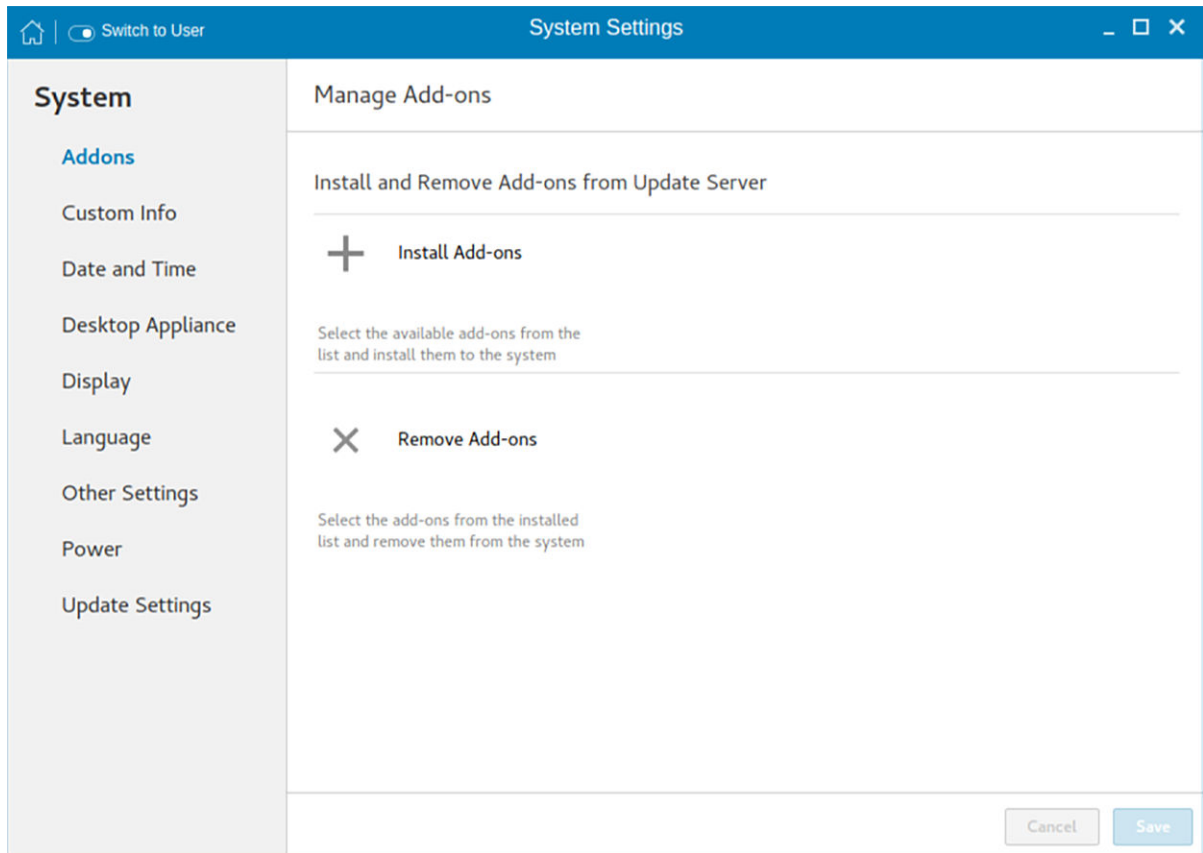 Switch to User
System Settings
System
Addons
Custom Info
Date and Time
Desktop Appliance
Display
Language
Other Settings
Power
Update Settings
Manage Add-ons
Install and Remove Add-ons from Update Server
Install Add-ons
Select the available add-ons from the
list and install them to the system
Remove Add-ons
Select the add-ons from the installed
list and remove them from the system
Cancel
Save